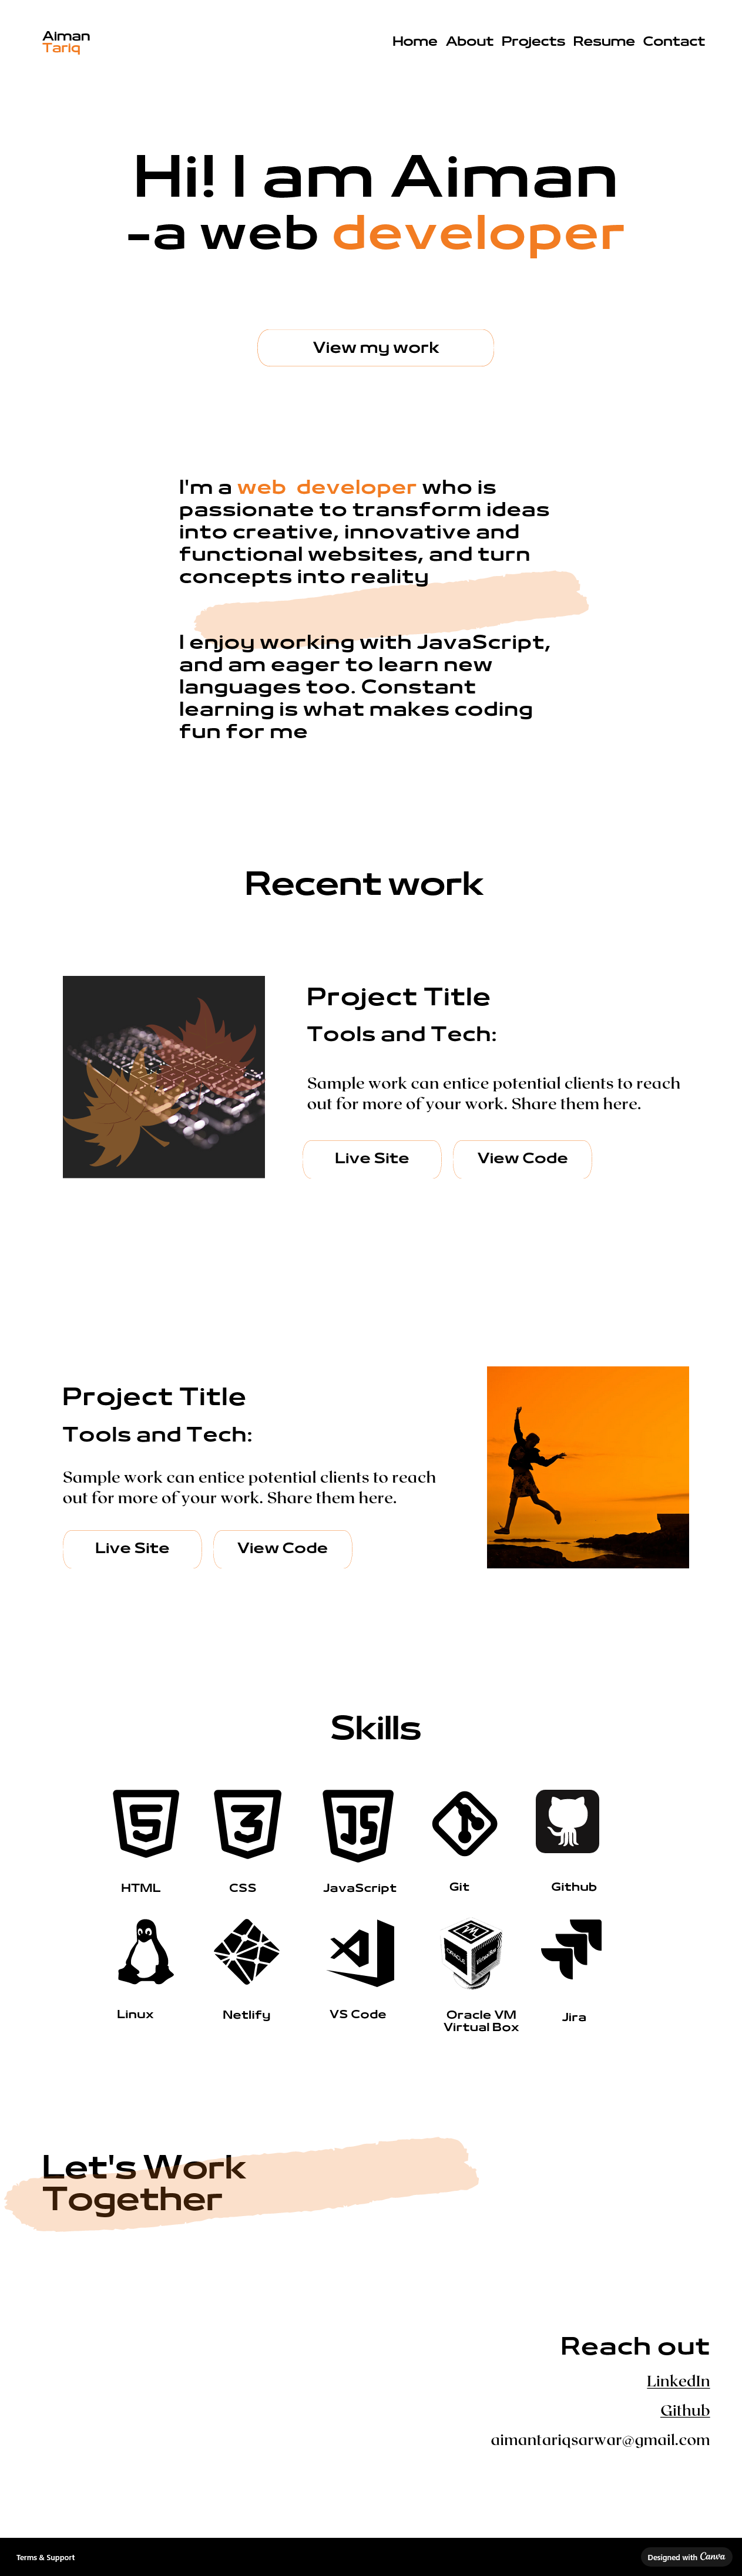 Aiman
Tariq
Home About Projects Resume Contact
Hi! I am Aiman
-a web developer
View my work
I'm a web developer who is
passionate to transform ideas
into creative, innovative and
functional websites, and turn
concepts into reality
I enjoy working with JavaScript,
and am eager to learn new
languages too. Constant
learning is what makes coding
fun for me
Recent work
Project Title
Tools and Tech:
Sample work can entice potential clients to reach
out for more of your work. Share them here.
Live Site View Code
Project Title
Tools and Tech:
Sample work can entice potential clients to reach
out for more of your work. Share them here.
Live Site View Code
Skills
5 3 JS
HTML CSS JavaScript Git Github
ORACLE VirtualBox
Linux Netlify VS Code Oracle VM
Virtual Box Jira
Let's Work
Together
Reach out
LinkedIn
Github
aimantariqsarwar@gmail.com
Terms & Support Designed with Canva